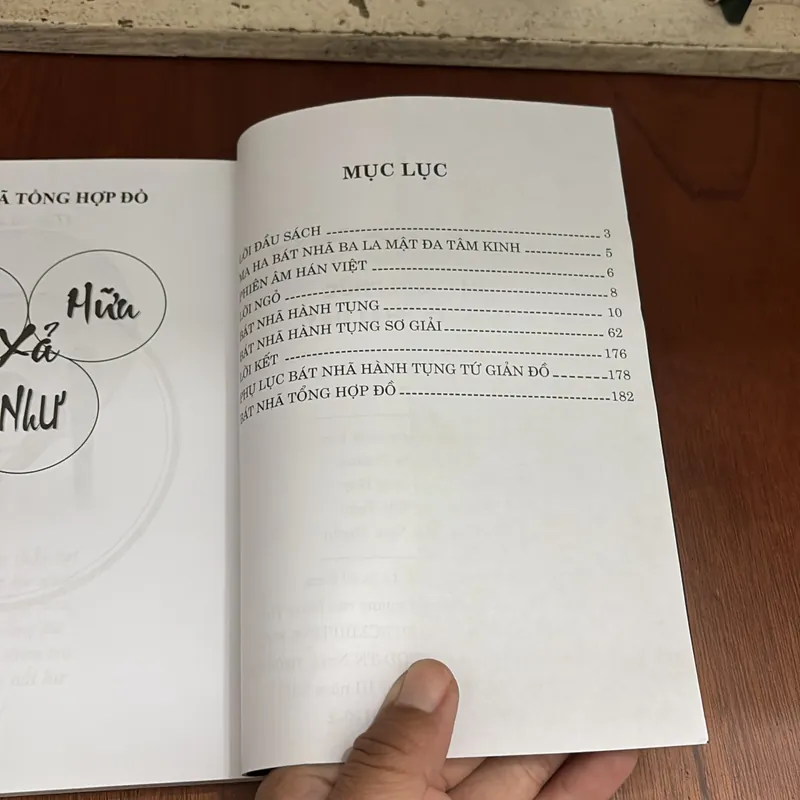 Ã TỔNG HỢP ĐỒ
Hữu
Xả
NHƯ
MỤC LỤC
LỜI ĐẦU SÁCH 3
MA HA BÁT NHÃ BA LA MẬT ĐA TÂM KINH 5
PHIÊN ÂM HÁN VIỆT 6
LỜI NGỎ 8
BÁT NHÃ HÀNH TỤNG 10
BÁT NHÃ HÀNH TỤNG SƠ GIẢI 62
LỜI KẾT 176
PHỤ LỤC BÁT NHÃ HÀNH TỤNG TỨ GIẢN ĐỒ 178
BÁT NHÃ TỔNG HỢP ĐỒ 182